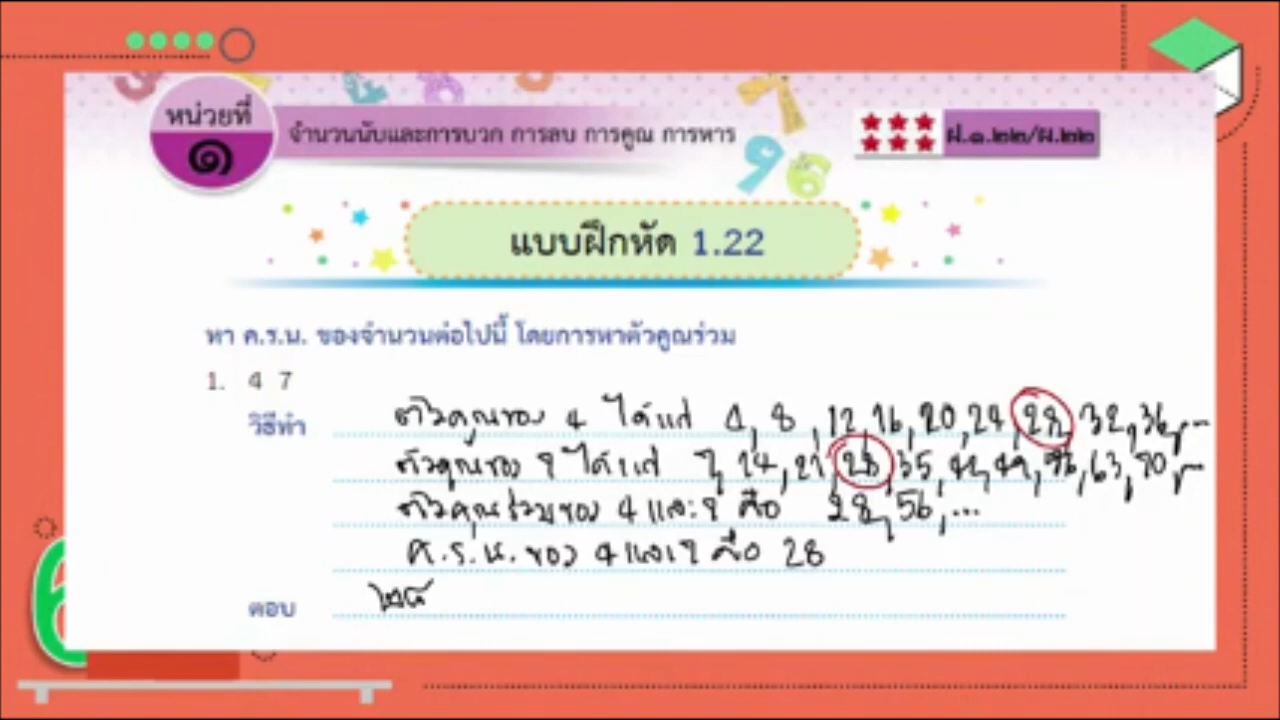 หน่วยที่
๑
จำนวนนับและการบวก การลบ การคูณ การหาร
ฝ.๑.๒๒/ผ.๒๒
แบบฝึกหัด 1.22
หา ค.ร.น. ของจำนวนต่อไปนี้ โดยการหาตัวคูณร่วม
1. 4 7
วิธีทำ ตัวคูณของ 4 ได้แก่ 4, 8, 12, 16, 20, 24, 28, 32, 36, ...
ตัวคูณของ 7 ได้แก่ 7, 14, 21, 28, 35, 42, 49, 56, 63, 70, ...
ตัวคูณร่วมของ 4 และ 7 คือ 28, 56, ...
ค.ร.น. ของ 4 และ 7 คือ 28
ตอบ ๒๘